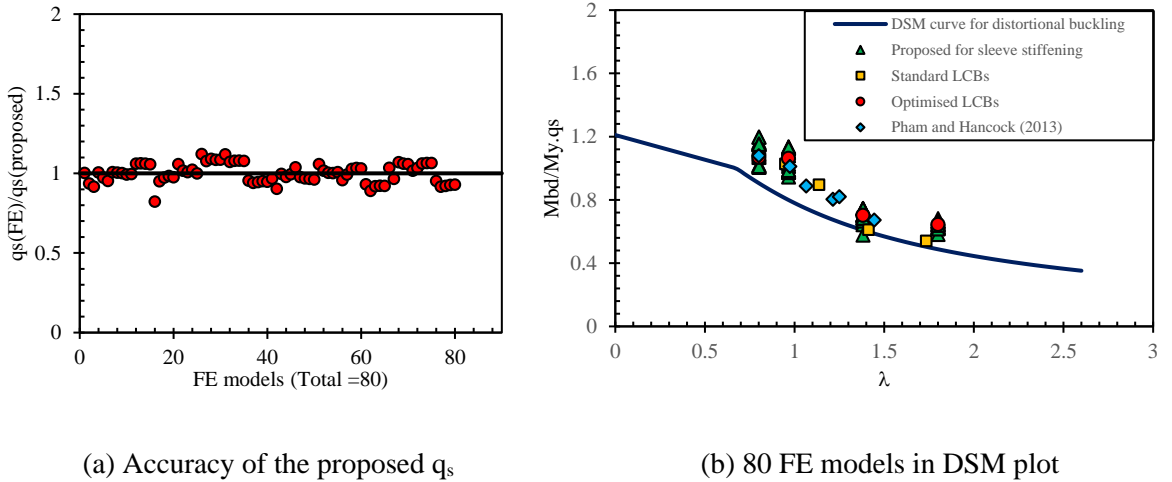 2
1.5
1
0.5
0
0 20 40 60 80
qs(FE)/qs(proposed)
FE models (Total =80)
(a) Accuracy of the proposed qs
2
1.6
1.2
0.8
0.4
0
0 0.5 1 1.5 2 2.5 3
Mbd/My.qs
λ
DSM curve for distortional buckling
Proposed for sleeve stiffening
Standard LCBs
Optimised LCBs
Pham and Hancock (2013)
(b) 80 FE models in DSM plot